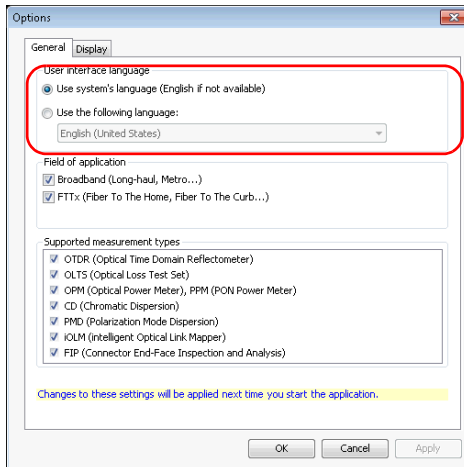 Options
General Display
User interface language
Use system's language (English if not available)
Use the following language:
English (United States)
Field of application
Broadband (Long-haul, Metro...)
FTTx (Fiber To The Home, Fiber To The Curb...)
Supported measurement types
OTDR (Optical Time Domain Reflectometer)
OLTS (Optical Loss Test Set)
OPM (Optical Power Meter), PPM (PON Power Meter)
CD (Chromatic Dispersion)
PMD (Polarization Mode Dispersion)
iOLM (intelligent Optical Link Mapper)
FIP (Connector End-Face Inspection and Analysis)
Changes to these settings will be applied next time you start the application.
OK Cancel Apply